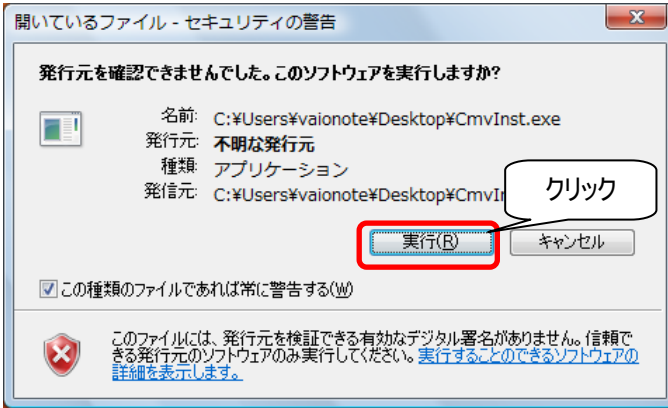 開いているファイル - セキュリティの警告
発行元を確認できませんでした。このソフトウェアを実行しますか?
名前: C:¥Users¥vaionote¥Desktop¥CmvInst.exe
発行元: 不明な発行元
種類: アプリケーション
発信元: C:¥Users¥vaionote¥Desktop¥CmvIn
クリック
実行(R) キャンセル
この種類のファイルであれば常に警告する(W)
このファイルには、発行元を検証できる有効なデジタル署名がありません。信頼で
きる発行元のソフトウェアのみ実行してください。実行することのできるソフトウェアの
詳細を表示します。